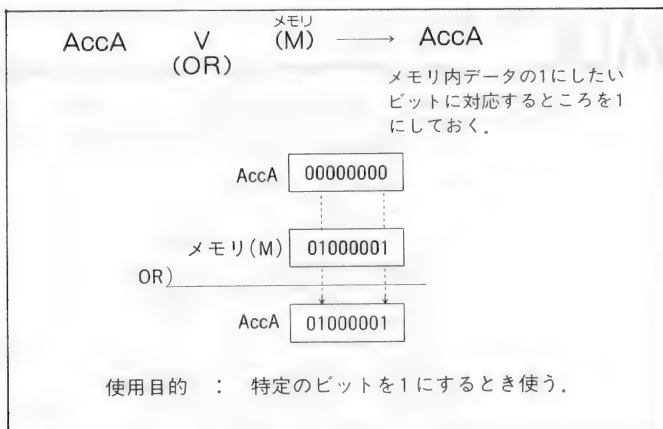 メモリ
AccA V (M) → AccA
(OR)
メモリ内データの1にしたい
ビットに対応するところを1
にしておく.
AccA 00000000
メモリ(M) 01000001
OR)
AccA 01000001
使用目的 : 特定のビットを1にするとき使う.